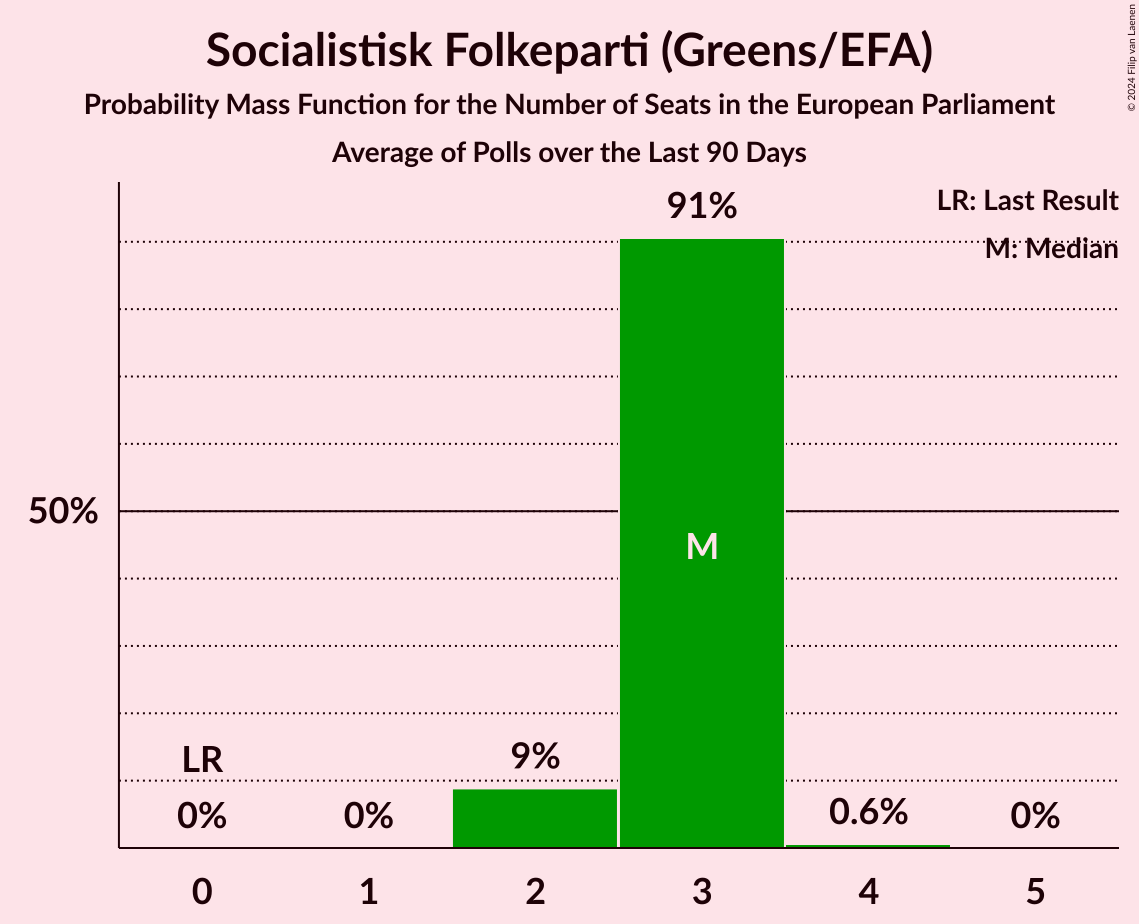 Socialistisk Folkeparti (Greens/EFA)
Probability Mass Function for the Number of Seats in the European Parliament
Average of Polls over the Last 90 Days
© 2024 Filip van Laenen
LR: Last Result
M: Median
91%
50%
M
LR
9%
0%
0%
0.6%
0%
0
1
2
3
4
5